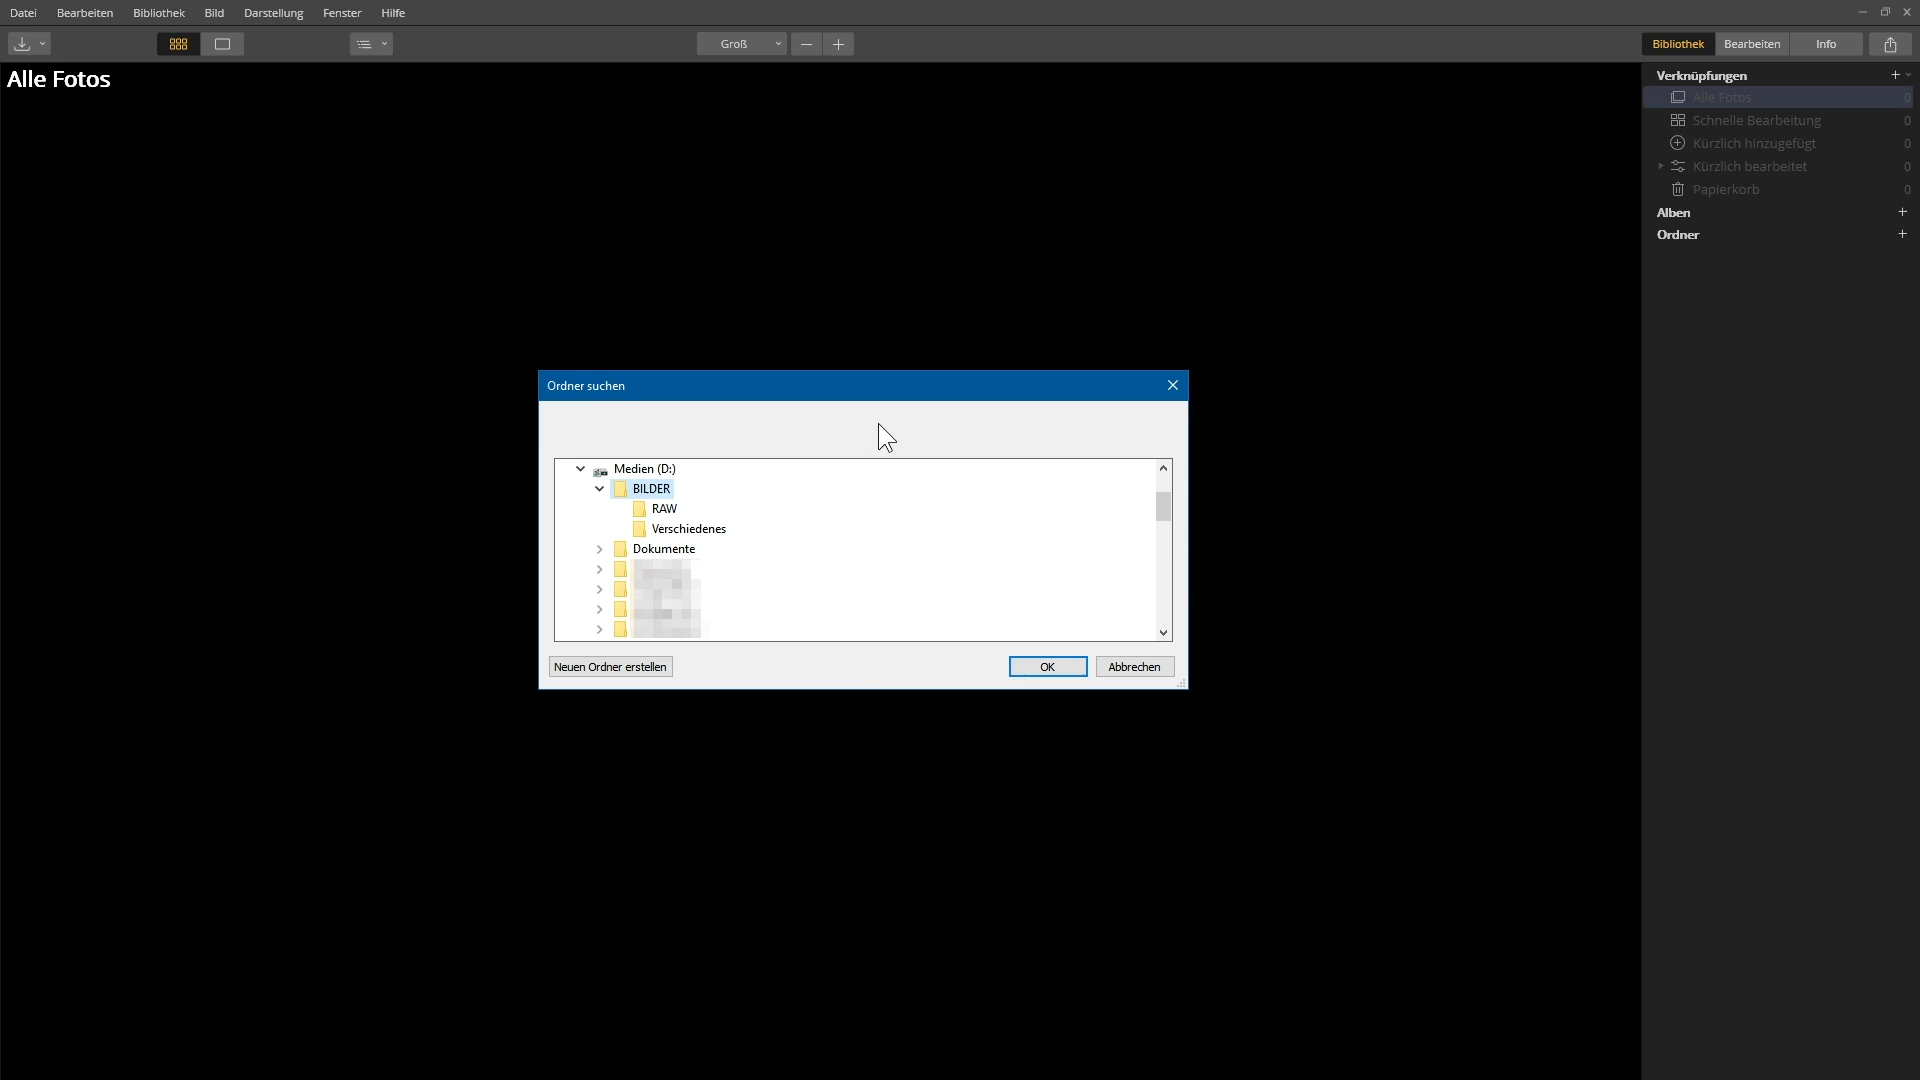 Datei Bearbeiten Bibliothek Bild Darstellung Fenster Hilfe
Groß
Bibliothek Bearbeiten Info
Alle Fotos
Verknüpfungen
Alle Fotos 0
Schnelle Bearbeitung 0
Kürzlich hinzugefügt 0
Kürzlich bearbeitet 0
Papierkorb 0
Alben
Ordner
Ordner suchen
Medien (D:)
BILDER
RAW
Verschiedenes
Dokumente
Neuen Ordner erstellen OK Abbrechen